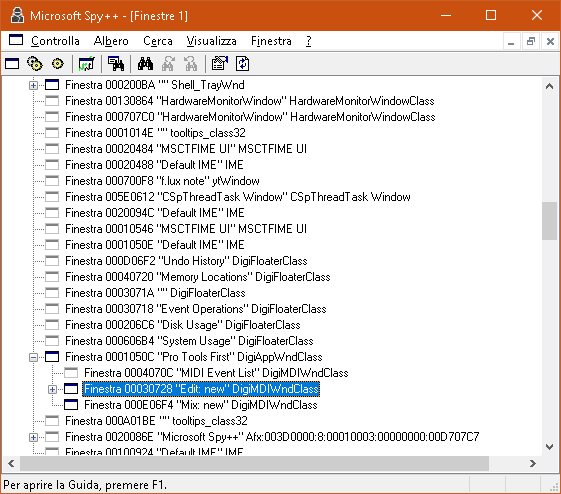 Microsoft Spy++ - [Finestre 1]
Controlla Albero Cerca Visualizza Finestra ?
Finestra 000200BA "" Shell_TrayWnd
Finestra 00130864 "HardwareMonitorWindow" HardwareMonitorWindowClass
Finestra 000707C0 "HardwareMonitorWindow" HardwareMonitorWindowClass
Finestra 0001014E "" tooltips_class32
Finestra 00020484 "MSCTFIME UI" MSCTFIME UI
Finestra 00020488 "Default IME" IME
Finestra 000700F8 "f.lux note" ytWindow
Finestra 005E0612 "CSpThreadTask Window" CSpThreadTask Window
Finestra 0002094C "Default IME" IME
Finestra 00010546 "MSCTFIME UI" MSCTFIME UI
Finestra 0001050E "Default IME" IME
Finestra 000D06F2 "Undo History" DigiFloaterClass
Finestra 00040720 "Memory Locations" DigiFloaterClass
Finestra 0003071A "" DigiFloaterClass
Finestra 00030718 "Event Operations" DigiFloaterClass
Finestra 000206C6 "Disk Usage" DigiFloaterClass
Finestra 000606B4 "System Usage" DigiFloaterClass
Finestra 0001050C "Pro Tools First" DigiAppWndClass
Finestra 0004070C "MIDI Event List" DigiMDIWndClass
Finestra 00030728 "Edit: new" DigiMDIWndClass
Finestra 000E06F4 "Mix: new" DigiMDIWndClass
Finestra 000A01BE "" tooltips_class32
Finestra 0020086E "Microsoft Spy++" Afx:003D0000:8:00010003:00000000:00D707C7
Finestra 00100924 "Default IME" IME
Per aprire la Guida, premere F1.